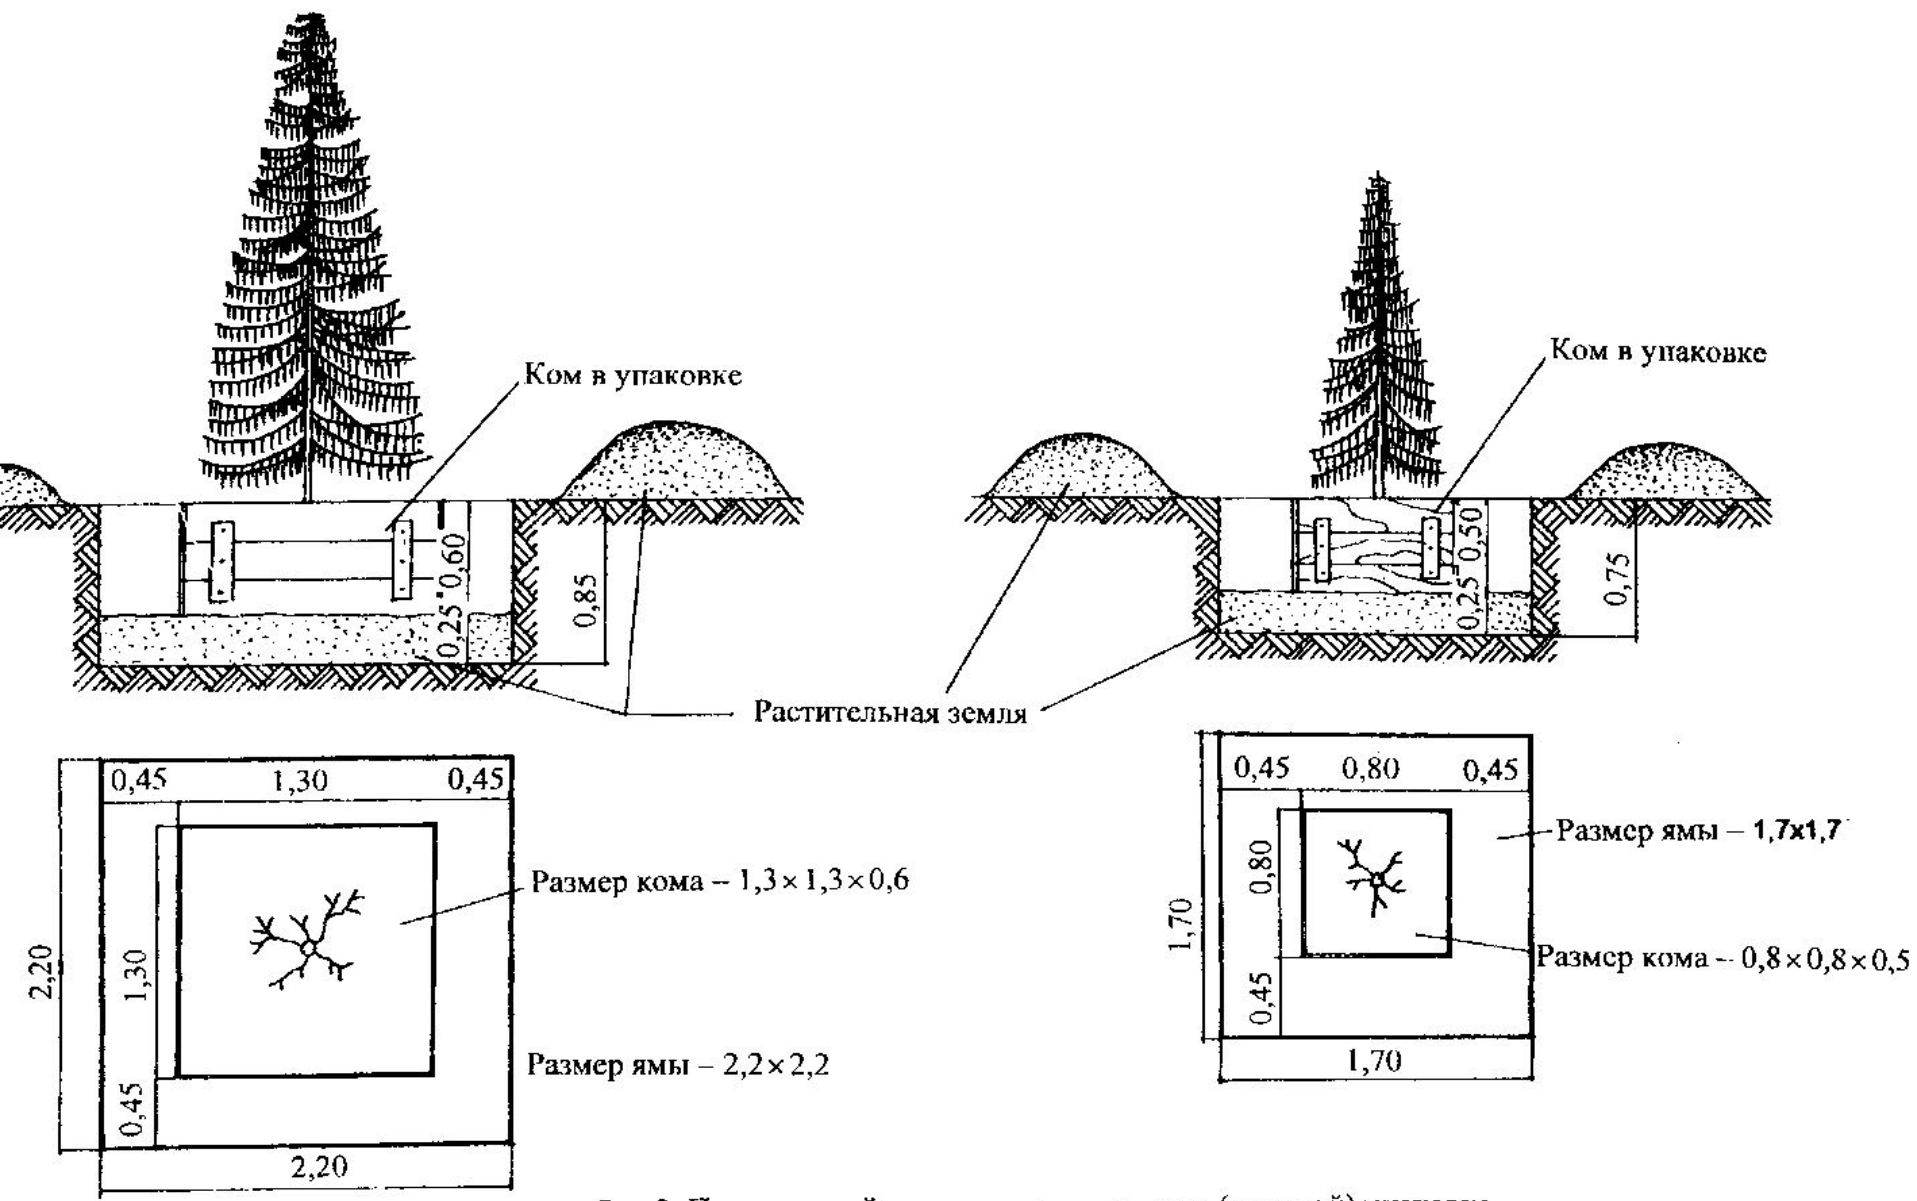 Ком в упаковке
Ком в упаковке
0,60
0,25
0,85
0,50
0,25
0,75
Растительная земля
0,45 1,30 0,45
1,30
0,45
2,20
2,20
Размер кома – 1,3×1,3×0,6
Размер ямы – 2,2×2,2
0,45 0,80 0,45
0,80
0,45
1,70
1,70
Размер ямы – 1,7х1,7
Размер кома – 0,8×0,8×0,5